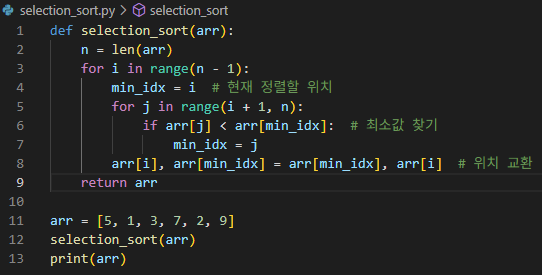 selection_sort.py > selection_sort
1 def selection_sort(arr):
2     n = len(arr)
3     for i in range(n - 1):
4         min_idx = i  # 현재 정렬할 위치
5         for j in range(i + 1, n):
6             if arr[j] < arr[min_idx]:  # 최소값 찾기
7                 min_idx = j
8         arr[i], arr[min_idx] = arr[min_idx], arr[i]  # 위치 교환
9     return arr
10
11 arr = [5, 1, 3, 7, 2, 9]
12 selection_sort(arr)
13 print(arr)